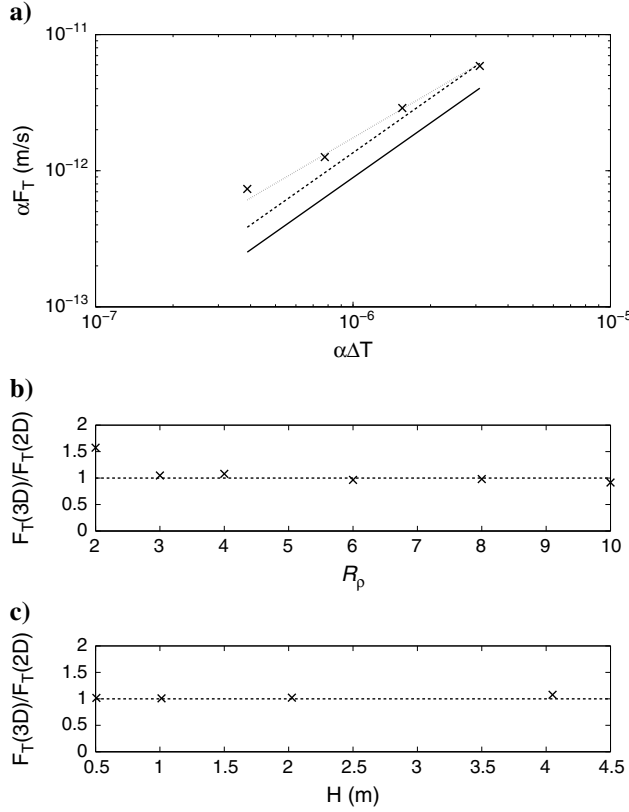 a)
10⁻¹¹
10⁻¹²
10⁻¹³
αF_T (m/s)
10⁻⁷ 10⁻⁶ 10⁻⁵
αΔT
b)
2
1.5
1
0.5
0
F_T(3D)/F_T(2D)
2 3 4 5 6 7 8 9 10
R_ρ
c)
2
1.5
1
0.5
0
F_T(3D)/F_T(2D)
0.5 1 1.5 2 2.5 3 3.5 4 4.5
H (m)